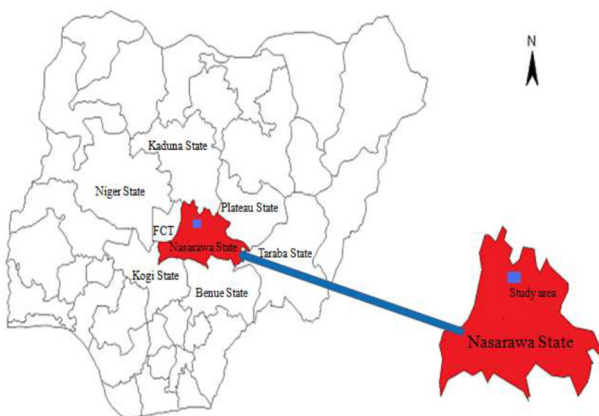 N
Kaduna State
Niger State
Plateau State
FCT
Nasarawa State
Taraba State
Kogi State
Benue State
Study area
Nasarawa State